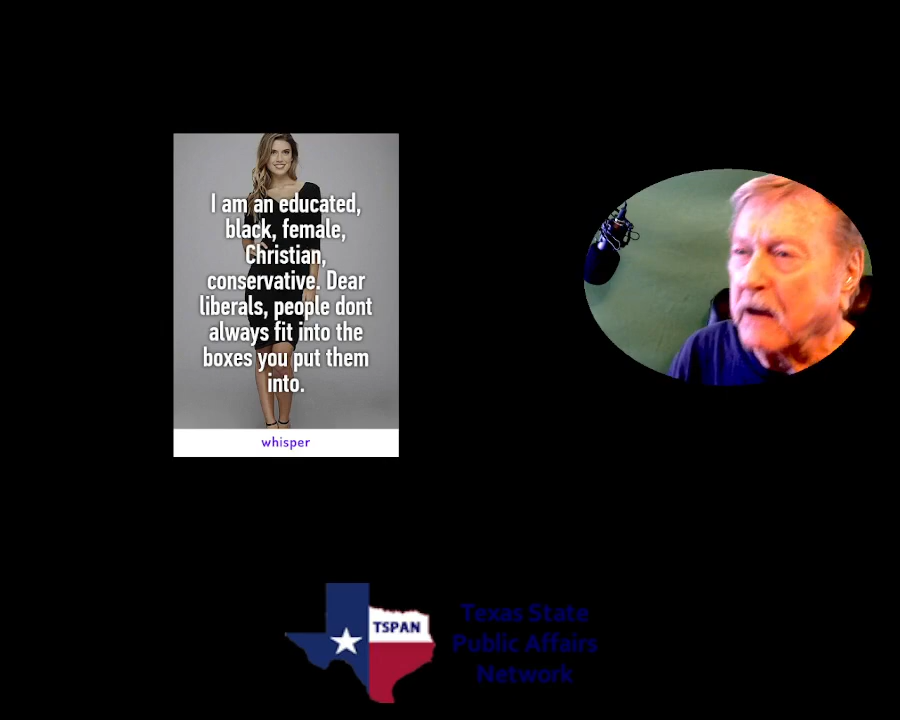 I am an educated,
black, female,
Christian,
conservative. Dear
liberals, people dont
always fit into the
boxes you put them
into.
whisper
TSPAN
Texas State
Public Affairs
Network